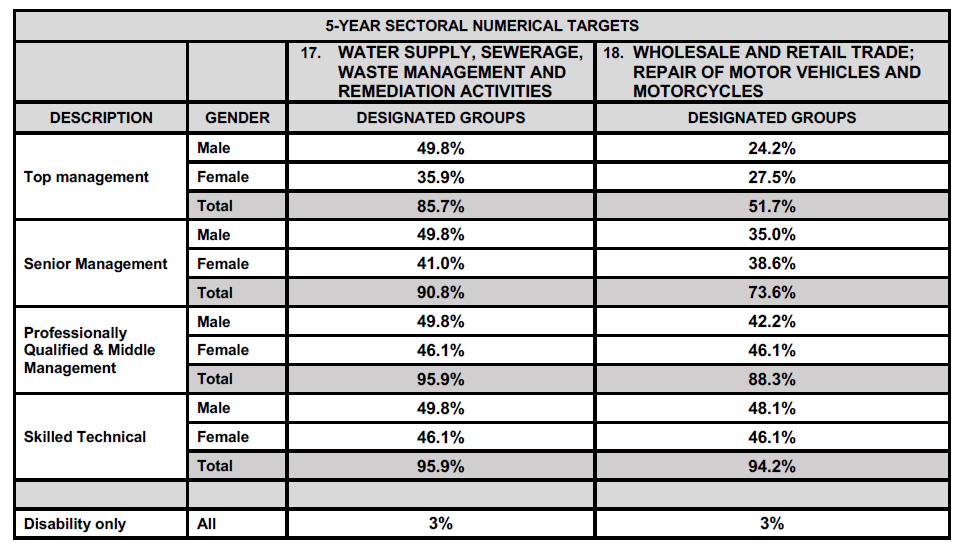 5-YEAR SECTORAL NUMERICAL TARGETS
17. WATER SUPPLY, SEWERAGE,
WASTE MANAGEMENT AND
REMEDIATION ACTIVITIES
18. WHOLESALE AND RETAIL TRADE;
REPAIR OF MOTOR VEHICLES AND
MOTORCYCLES
DESCRIPTION GENDER DESIGNATED GROUPS DESIGNATED GROUPS
Top management
Male 49.8% 24.2%
Female 35.9% 27.5%
Total 85.7% 51.7%
Senior Management
Male 49.8% 35.0%
Female 41.0% 38.6%
Total 90.8% 73.6%
Professionally
Qualified & Middle
Management
Male 49.8% 42.2%
Female 46.1% 46.1%
Total 95.9% 88.3%
Skilled Technical
Male 49.8% 48.1%
Female 46.1% 46.1%
Total 95.9% 94.2%
Disability only All 3% 3%